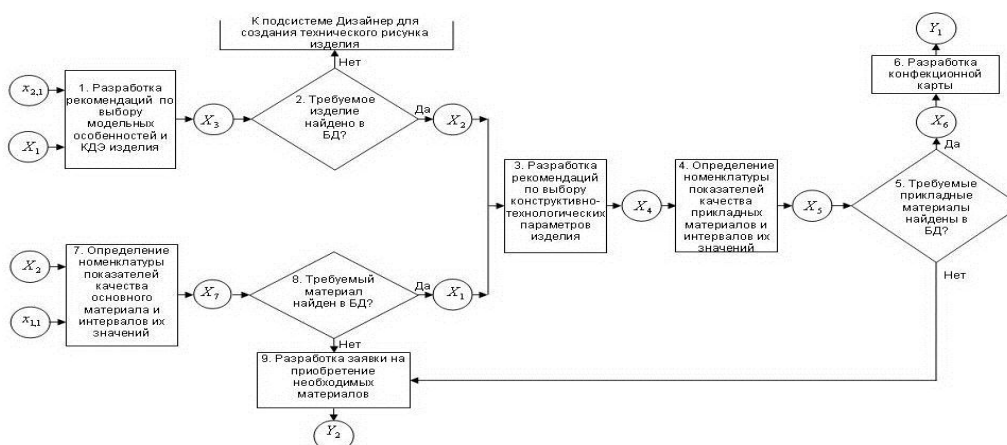 К подсистеме Дизайнер для
создания технического рисунка
изделия
Нет
x2,1
X1
1. Разработка
рекомендаций по
выбору
модельных
особенностей и
КДЭ изделия
X3
2. Требуемое
изделие
найдено в
БД?
Да
X2
X2
x1,1
7. Определение
номенклатуры
показателей
качества
основного
материала и
интервалов их
значений
X7
8. Требуемый
материал
найден в БД?
Да
X1
Нет
9. Разработка заявки на
приобретение
необходимых
материалов
Y2
3. Разработка
рекомендаций
по выбору
конструктивно-
технологических
параметров
изделия
X4
4. Определение
номенклатуры
показателей
качества
прикладных
материалов и
интервалов их
значений
X5
5. Требуемые
прикладные
материалы
найдены в
БД?
Да
X6
6. Разработка
конфекционной
карты
Y1
Нет